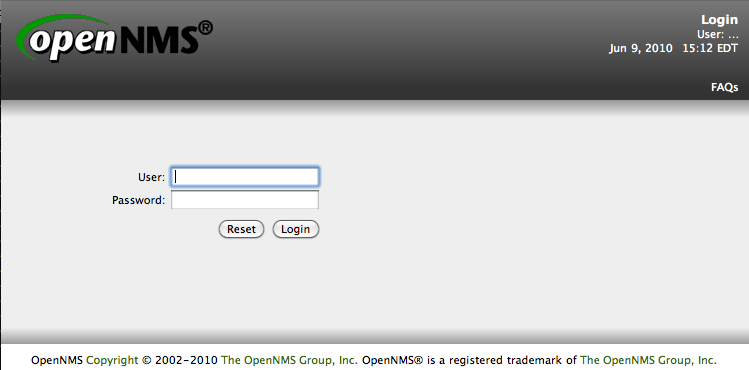 openNMS®
Login
User: ...
Jun 9, 2010 15:12 EDT
FAQs
User:
Password:
Reset Login
OpenNMS Copyright © 2002-2010 The OpenNMS Group, Inc. OpenNMS® is a registered trademark of The OpenNMS Group, Inc.